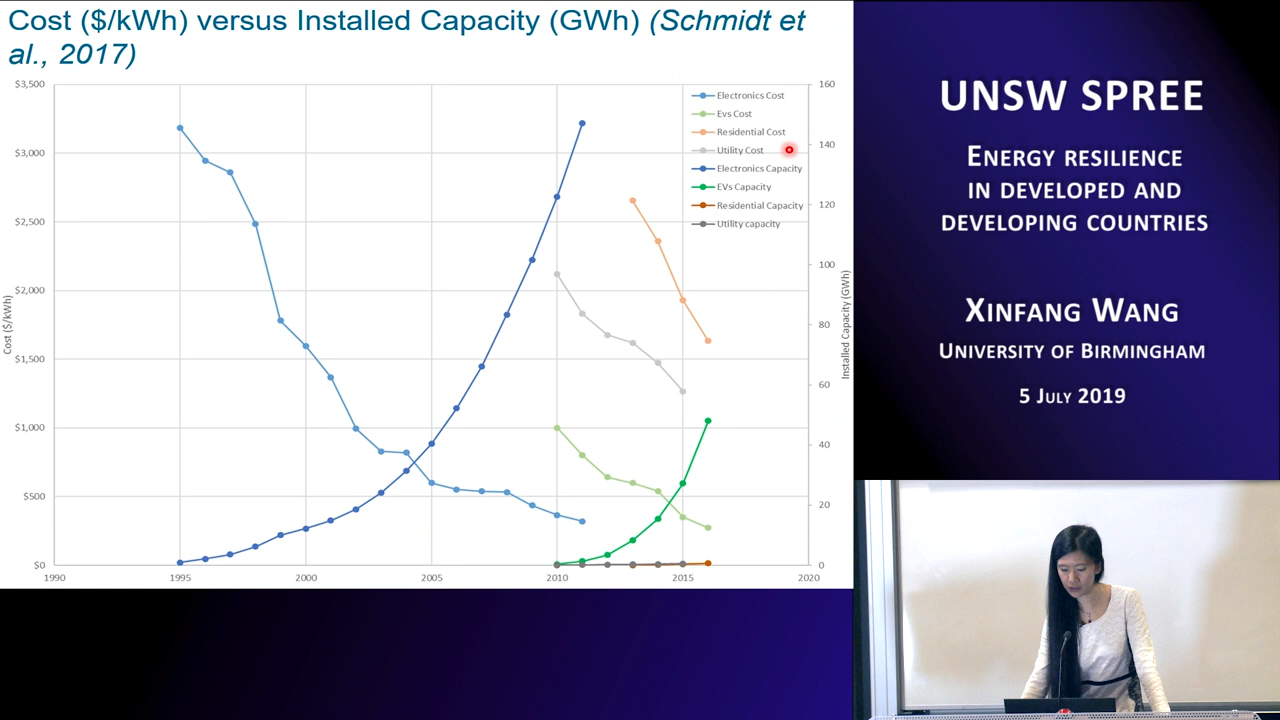 Cost ($/kWh) versus Installed Capacity (GWh) (Schmidt et
al., 2017)
$3,500
$3,000
$2,500
$2,000
$1,500
$1,000
$500
$0
Cost ($/kWh)
160
140
120
100
80
60
40
20
0
Installed Capacity (GWh)
1990
1995
2000
2005
2010
2015
2020
Electronics Cost
Evs Cost
Residential Cost
Utility Cost
Electronics Capacity
EVs Capacity
Residential Capacity
Utility capacity
UNSW SPREE
ENERGY RESILIENCE
IN DEVELOPED AND
DEVELOPING COUNTRIES
XINFANG WANG
UNIVERSITY OF BIRMINGHAM
5 JULY 2019